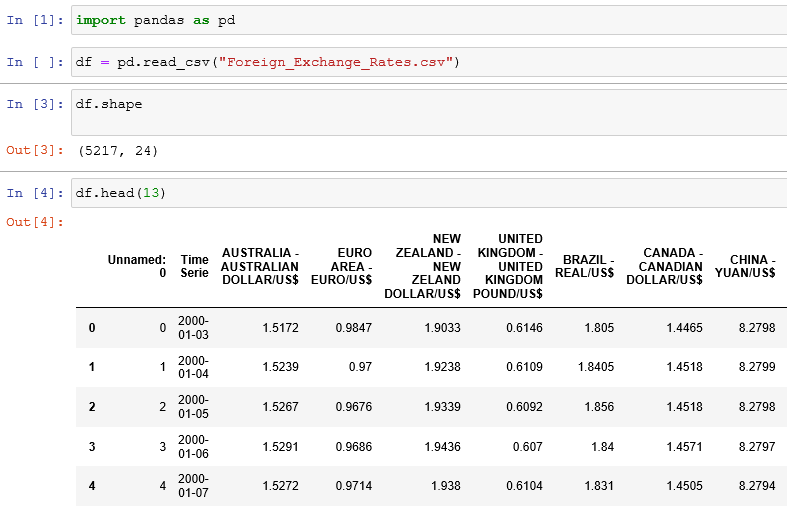 In [1]: import pandas as pd
In [ ]: df = pd.read_csv("Foreign_Exchange_Rates.csv")
In [3]: df.shape
Out[3]: (5217, 24)
In [4]: df.head(13)
Out[4]:
Unnamed: 0 Time Serie AUSTRALIA - AUSTRALIAN DOLLAR/US$ EURO AREA - EURO/US$ NEW ZEALAND - NEW ZELAND DOLLAR/US$ UNITED KINGDOM - UNITED KINGDOM POUND/US$ BRAZIL - REAL/US$ CANADA - CANADIAN DOLLAR/US$ CHINA - YUAN/US$
0 0 2000-01-03 1.5172 0.9847 1.9033 0.6146 1.805 1.4465 8.2798
1 1 2000-01-04 1.5239 0.97 1.9238 0.6109 1.8405 1.4518 8.2799
2 2 2000-01-05 1.5267 0.9676 1.9339 0.6092 1.856 1.4518 8.2798
3 3 2000-01-06 1.5291 0.9686 1.9436 0.607 1.84 1.4571 8.2797
4 4 2000-01-07 1.5272 0.9714 1.938 0.6104 1.831 1.4505 8.2794